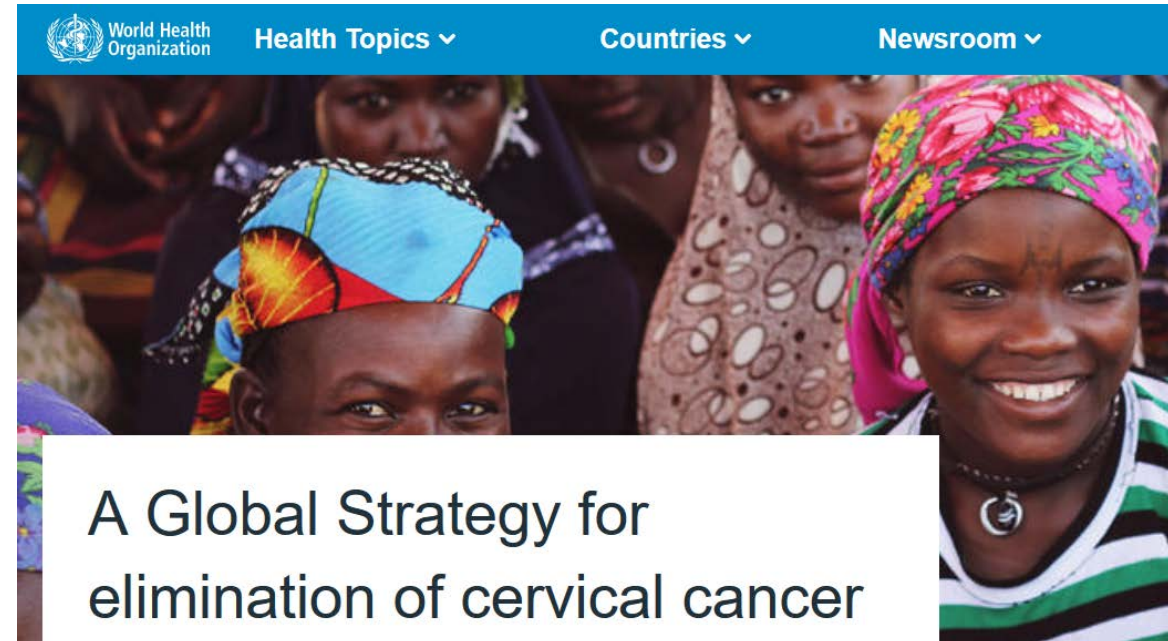 World Health
Organization
Health Topics
Countries
Newsroom
A Global Strategy for
elimination of cervical cancer